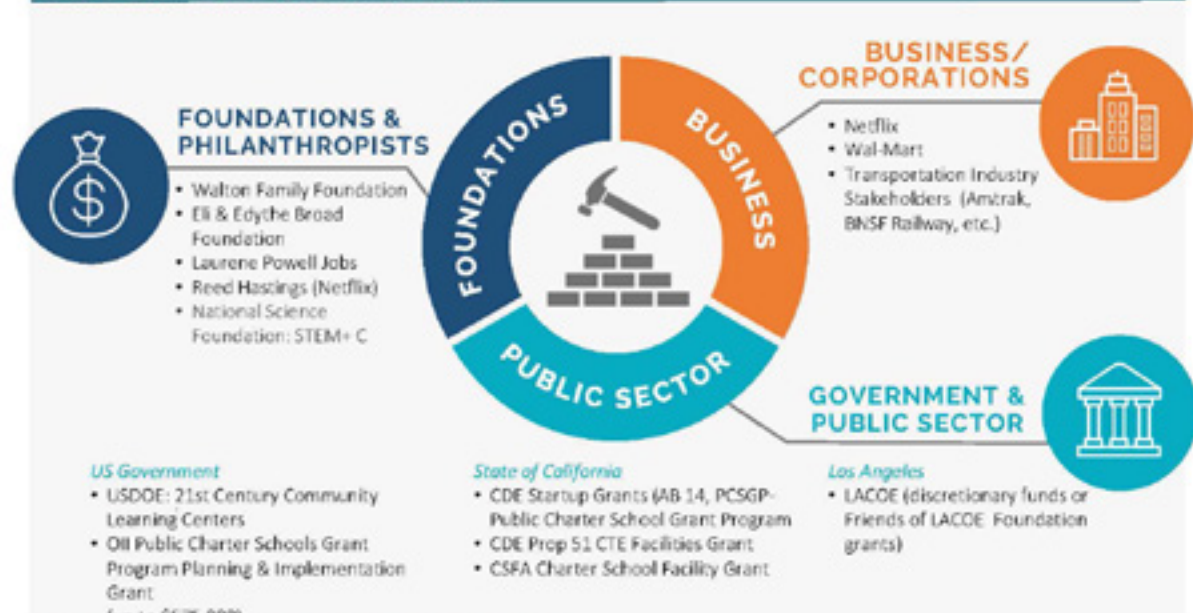 FOUNDATIONS &
PHILANTHROPISTS
• Walton Family Foundation
• Eli & Edythe Broad
Foundation
• Laurene Powell Jobs
• Reed Hastings (Netflix)
• National Science
Foundation: STEM+ C
FOUNDATIONS
BUSINESS
PUBLIC SECTOR
$
BUSINESS/
CORPORATIONS
• Netflix
• Wal-Mart
• Transportation Industry
Stakeholders (Amtrak,
BNSF Railway, etc.)
GOVERNMENT &
PUBLIC SECTOR
US Government
• USDOE: 21st Century Community
Learning Centers
• OII Public Charter Schools Grant
Program Planning & Implementation
Grant
State of California
• CDE Startup Grants (AB 14, PCSGP-
Public Charter School Grant Program
• CDE Prop 51 CTE Facilities Grant
• CSFA Charter School Facility Grant
Los Angeles
• LACOE (discretionary funds or
Friends of LACOE Foundation
grants)